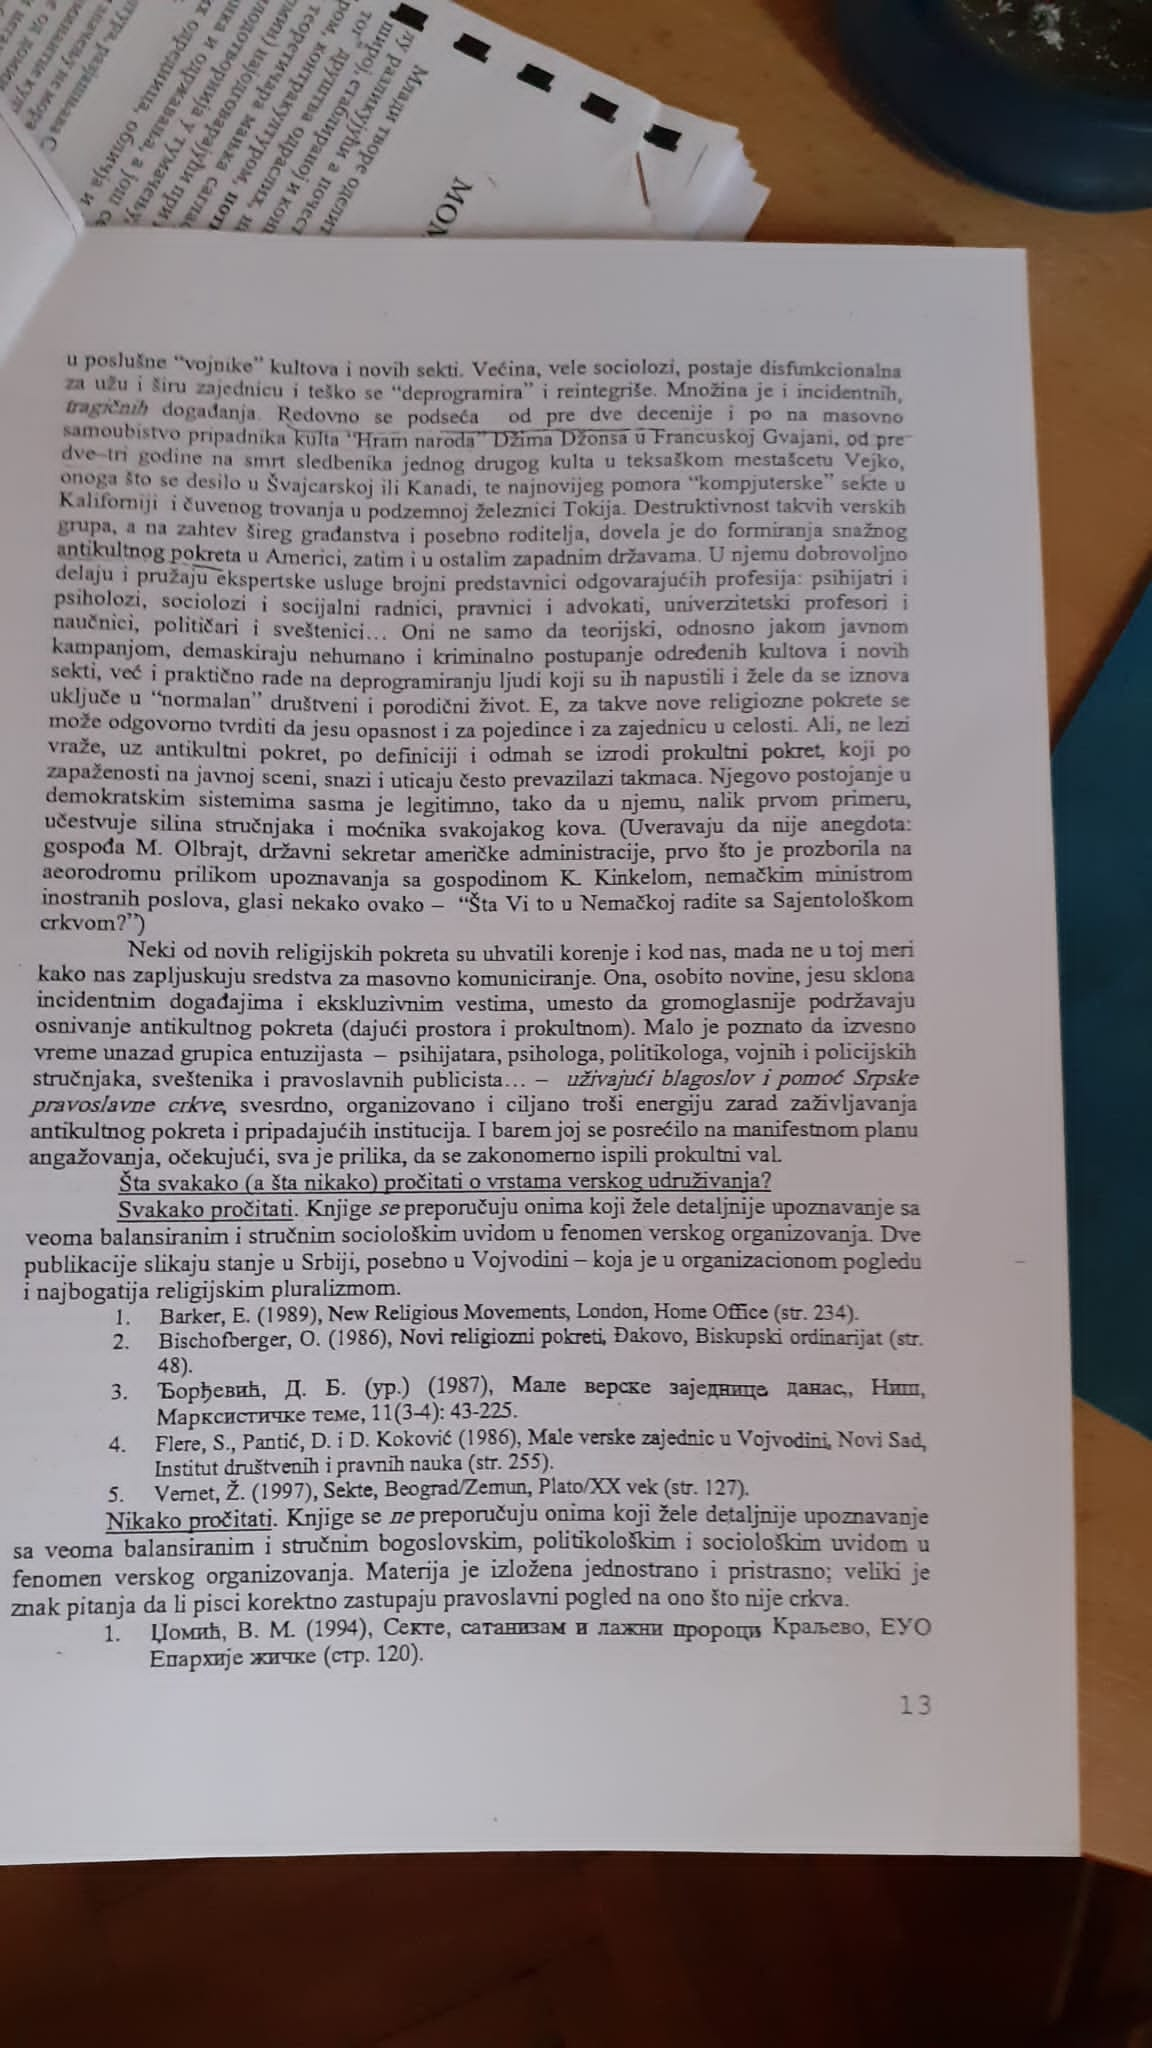 Млади творе
МОМ
u poslušne “vojnike” kultova i novih sekti. Većina, vele sociolozi, postaje disfunkcionalna
za užu i širu zajednicu i teško se “deprogramira” i reintegriše. Množina je i incidentnih,
tragičnih događanja. Redovno se podseća od pre dve decenije i po na masovno
samoubistvo pripadnika kulta “Hram naroda” Džima Džonsa u Francuskoj Gvajani, od pre
dve–tri godine na smrt sledbenika jednog drugog kulta u teksaškom mestašcetu Vejko,
onoga što se desilo u Švajcarskoj ili Kanadi, te najnovijeg pomora “kompjuterske” sekte u
Kaliforniji i čuvenog trovanja u podzemnoj železnici Tokija. Destruktivnost takvih verskih
grupa, a na zahtev šireg građanstva i posebno roditelja, dovela je do formiranja snažnog
antikultnog pokreta u Americi, zatim i u ostalim zapadnim državama. U njemu dobrovoljno
delaju i pružaju ekspertske usluge brojni predstavnici odgovarajućih profesija: psihijatri i
psiholozi, sociolozi i socijalni radnici, pravnici i advokati, univerzitetski profesori i
naučnici, političari i sveštenici... Oni ne samo da teorijski, odnosno jakom javnom
kampanjom, demaskiraju nehumano i kriminalno postupanje određenih kultova i novih
sekti, već i praktično rade na deprogramiranju ljudi koji su ih napustili i žele da se iznova
uključe u “normalan” društveni i porodični život. E, za takve nove religiozne pokrete se
može odgovorno tvrditi da jesu opasnost i za pojedince i za zajednicu u celosti. Ali, ne lezi
vraže, uz antikultni pokret, po definiciji i odmah se izrodi prokultni pokret, koji po
zapaženosti na javnoj sceni, snazi i uticaju često prevazilazi takmaca. Njegovo postojanje u
demokratskim sistemima sasma je legitimno, tako da u njemu, nalik prvom primeru,
učestvuje silina stručnjaka i moćnika svakojakog kova. (Uveravaju da nije anegdota:
gospođa M. Olbrajt, državni sekretar američke administracije, prvo što je prozborila na
aeorodromu prilikom upoznavanja sa gospodinom K. Kinkelom, nemačkim ministrom
inostranih poslova, glasi nekako ovako – “Šta Vi to u Nemačkoj radite sa Sajentološkom
crkvom?”)
Neki od novih religijskih pokreta su uhvatili korenje i kod nas, mada ne u toj meri
kako nas zapljuskuju sredstva za masovno komuniciranje. Ona, osobito novine, jesu sklona
incidentnim događajima i ekskluzivnim vestima, umesto da gromoglasnije podržavaju
osnivanje antikultnog pokreta (dajući prostora i prokultnom). Malo je poznato da izvesno
vreme unazad grupica entuzijasta – psihijatara, psihologa, politikologa, vojnih i policijskih
stručnjaka, sveštenika i pravoslavnih publicista... – uživajući blagoslov i pomoć Srpske
pravoslavne crkve, svesrdno, organizovano i ciljano troši energiju zarad zaživljavanja
antikultnog pokreta i pripadajućih institucija. I barem joj se posrećilo na manifestnom planu
angažovanja, očekujući, sva je prilika, da se zakonomerno ispili prokultni val.
Šta svakako (a šta nikako) pročitati o vrstama verskog udruživanja?
Svakako pročitati. Knjige se preporučuju onima koji žele detaljnije upoznavanje sa
veoma balansiranim i stručnim sociološkim uvidom u fenomen verskog organizovanja. Dve
publikacije slikaju stanje u Srbiji, posebno u Vojvodini – koja je u organizacionom pogledu
i najbogatija religijskim pluralizmom.
1. Barker, E. (1989), New Religious Movements, London, Home Office (str. 234).
2. Bischofberger, O. (1986), Novi religiozni pokreti, Đakovo, Biskupski ordinarijat (str.
48).
3. Ђорђевић, Д. Б. (ур.) (1987), Мале верске заједнице данас,, Ниш,
Марксистичке теме, 11(3-4): 43-225.
4. Flere, S., Pantić, D. i D. Koković (1986), Male verske zajednic u Vojvodini, Novi Sad,
Institut društvenih i pravnih nauka (str. 255).
5. Vernet, Ž. (1997), Sekte, Beograd/Zemun, Plato/XX vek (str. 127).
Nikako pročitati. Knjige se ne preporučuju onima koji žele detaljnije upoznavanje
sa veoma balansiranim i stručnim bogoslovskim, politikološkim i sociološkim uvidom u
fenomen verskog organizovanja. Materija je izložena jednostrano i pristrasno; veliki je
znak pitanja da li pisci korektno zastupaju pravoslavni pogled na ono što nije crkva.
1. Џомић, В. М. (1994), Секте, сатанизам и лажни пророци Краљево, ЕУО
Епархије жичке (стр. 120).
13